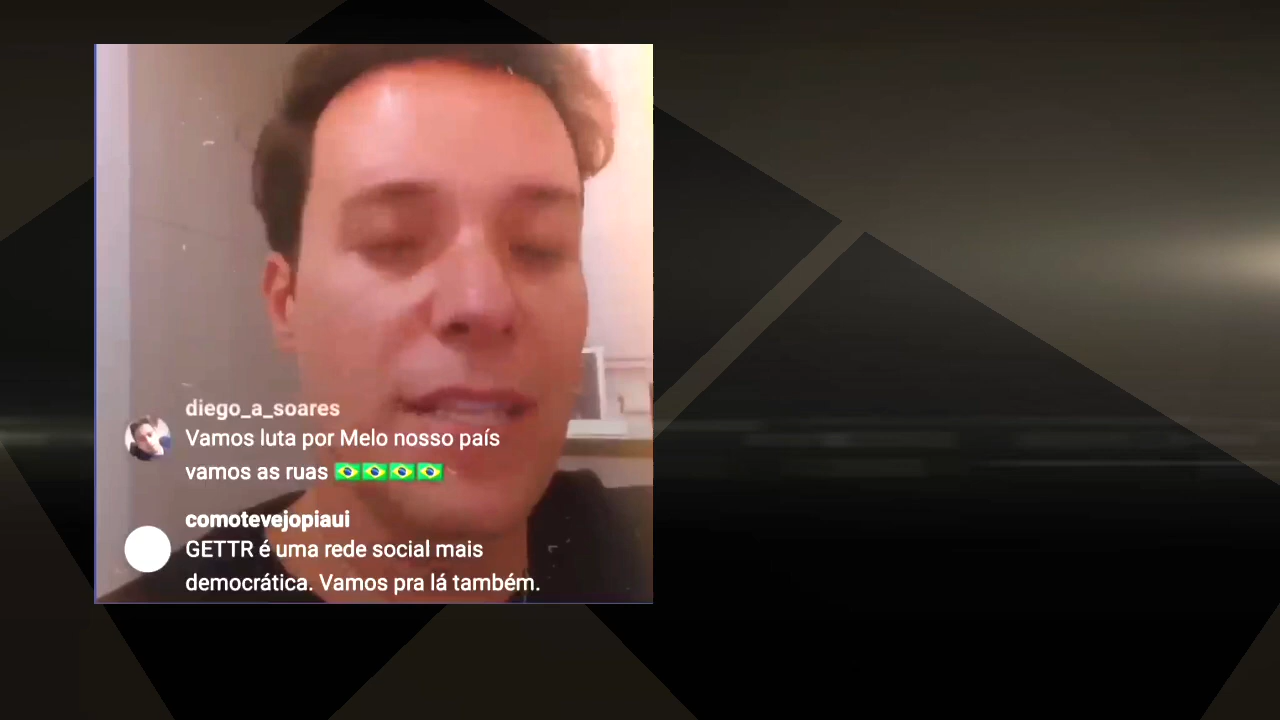 diego_a_soares
Vamos luta por Melo nosso país
vamos as ruas 🇧🇷🇧🇷🇧🇷🇧🇷
comotevejopiaui
GETTR é uma rede social mais
democrática. Vamos pra lá também.